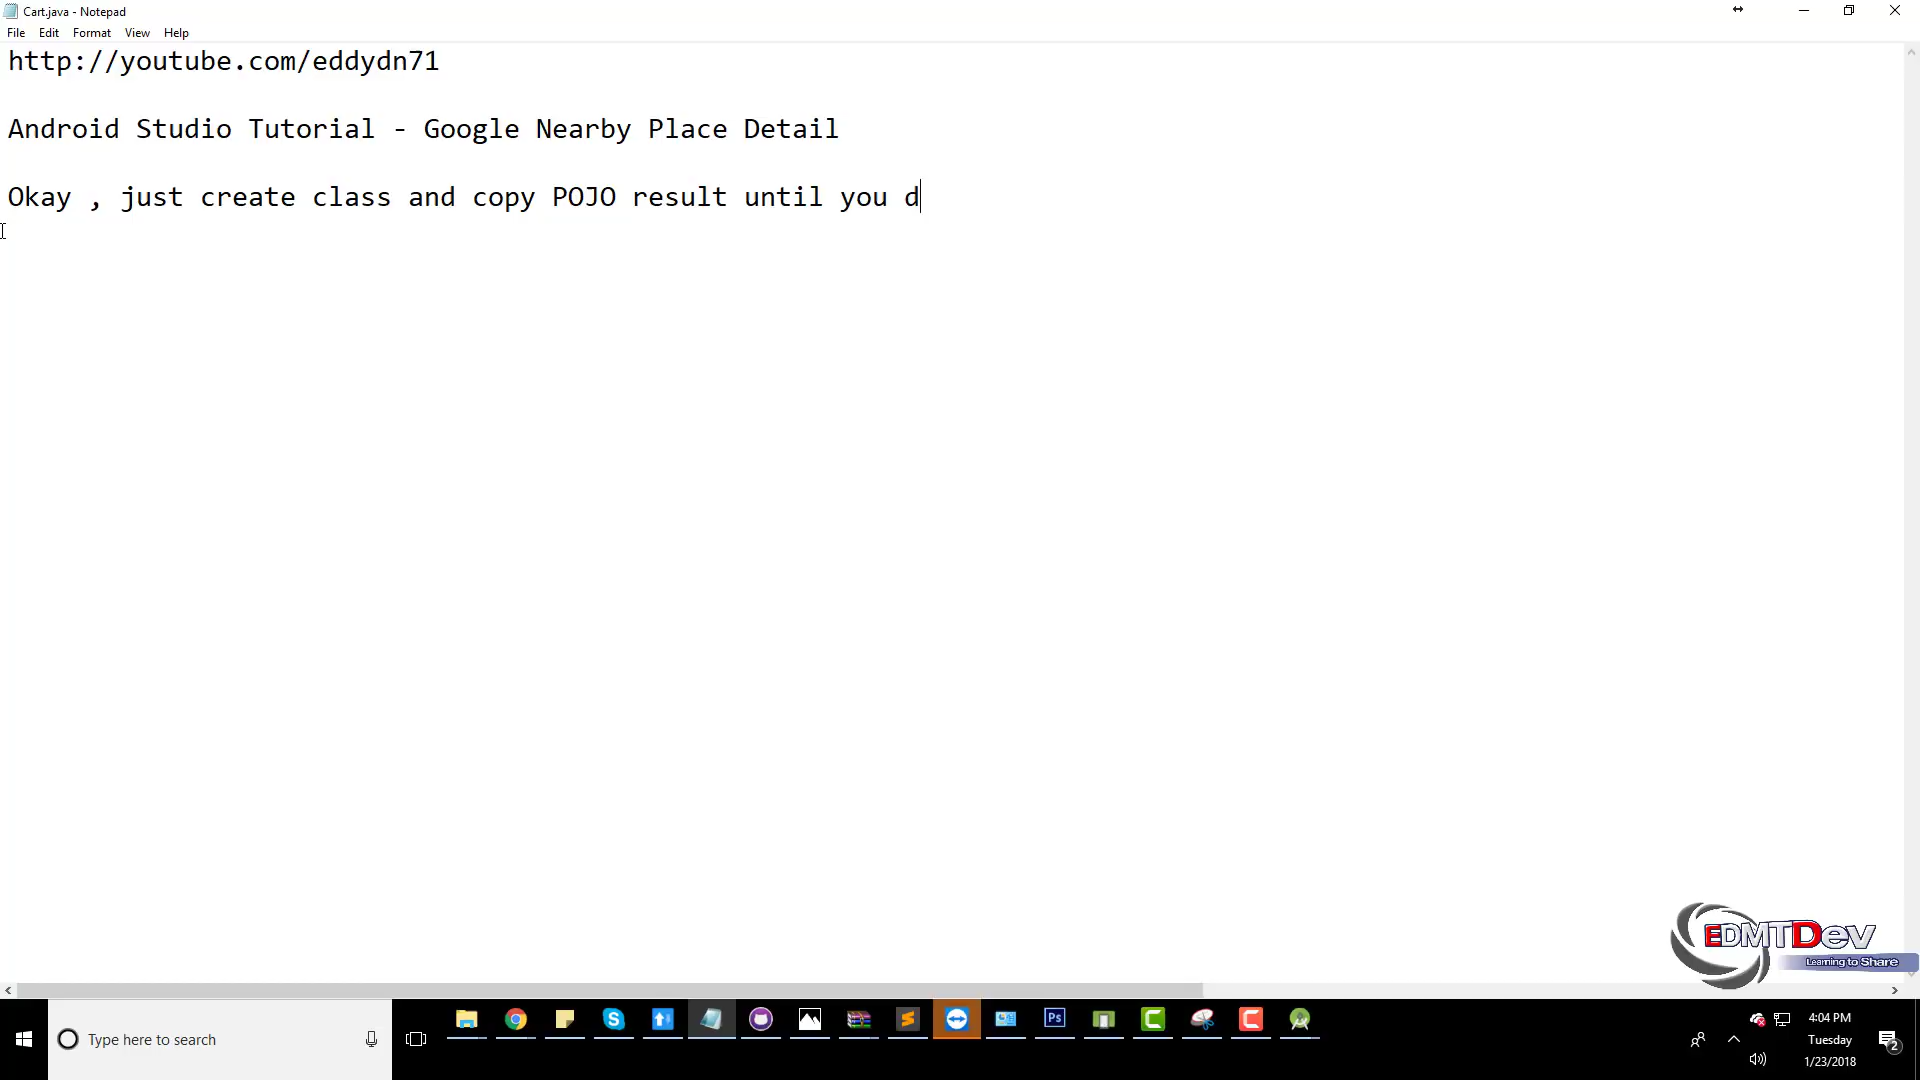 Cart.java - Notepad
File Edit Format View Help
http://youtube.com/eddydn71
Android Studio Tutorial - Google Nearby Place Detail
Okay , just create class and copy POJO result until you d
EDMTDev
Learning to Share
Type here to search
Ps
4:04 PM
Tuesday
1/23/2018
2